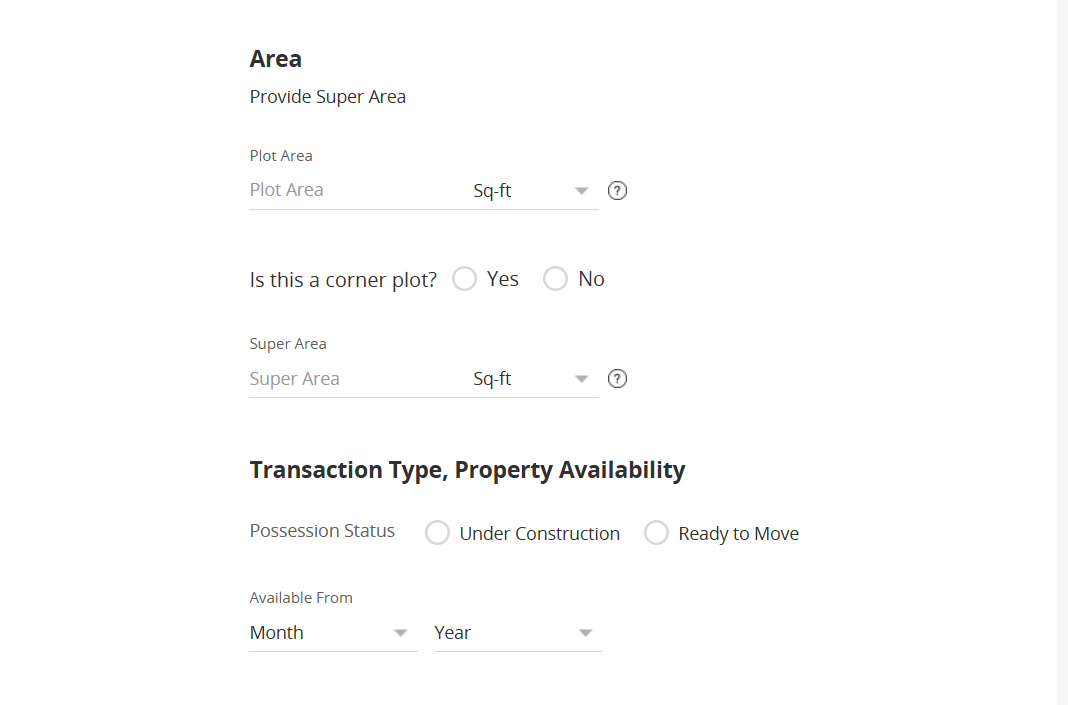 Area
Provide Super Area
Plot Area
Plot Area Sq-ft ?
Is this a corner plot? Yes No
Super Area
Super Area Sq-ft ?
Transaction Type, Property Availability
Possession Status Under Construction Ready to Move
Available From
Month Year